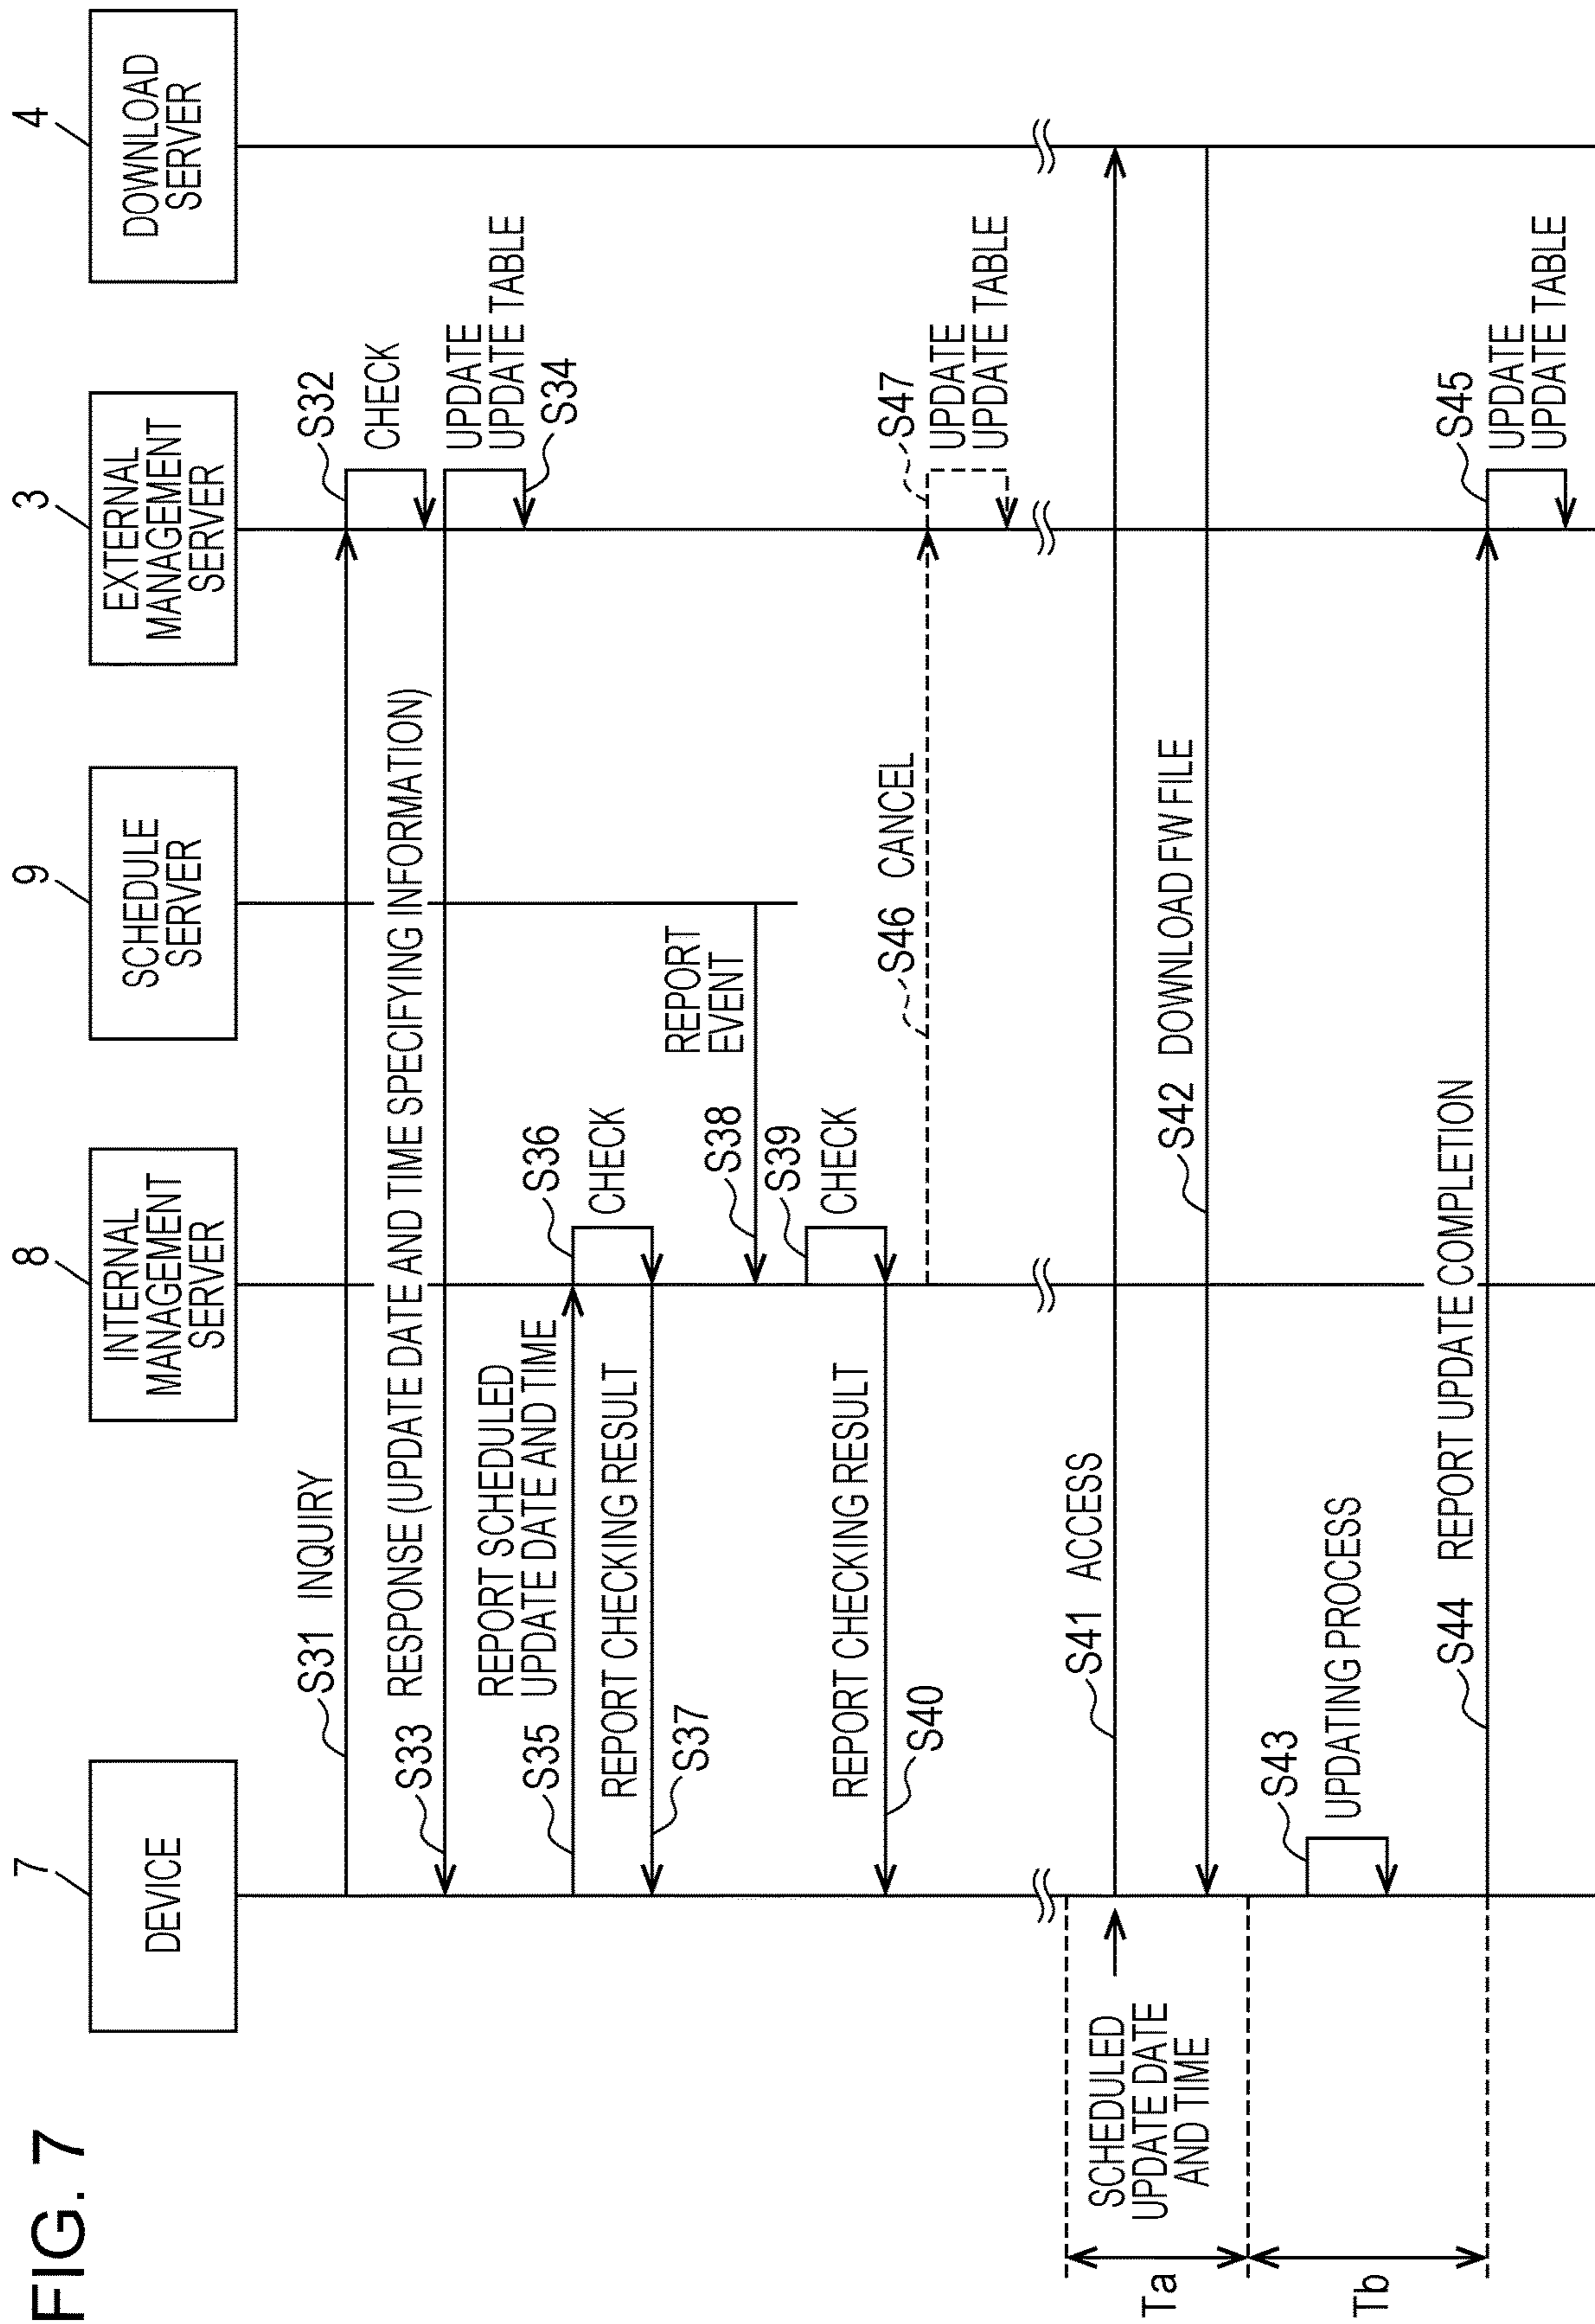 FIG. 7
7
DEVICE
8
INTERNAL
MANAGEMENT
SERVER
9
SCHEDULE
SERVER
3
EXTERNAL
MANAGEMENT
SERVER
4
DOWNLOAD
SERVER
S31 INQUIRY
S32
CHECK
S33
RESPONSE (UPDATE DATE AND TIME SPECIFYING INFORMATION)
UPDATE
UPDATE TABLE
S34
S35
REPORT SCHEDULED
UPDATE DATE AND TIME
S36
CHECK
REPORT CHECKING RESULT
S37
REPORT
EVENT
S38
S39
CHECK
REPORT CHECKING RESULT
S40
S46 CANCEL
S47
UPDATE
UPDATE TABLE
SCHEDULED
UPDATE DATE
AND TIME
S41 ACCESS
S42 DOWNLOAD FW FILE
Ta
S43
UPDATING PROCESS
Tb
S44 REPORT UPDATE COMPLETION
S45
UPDATE
UPDATE TABLE